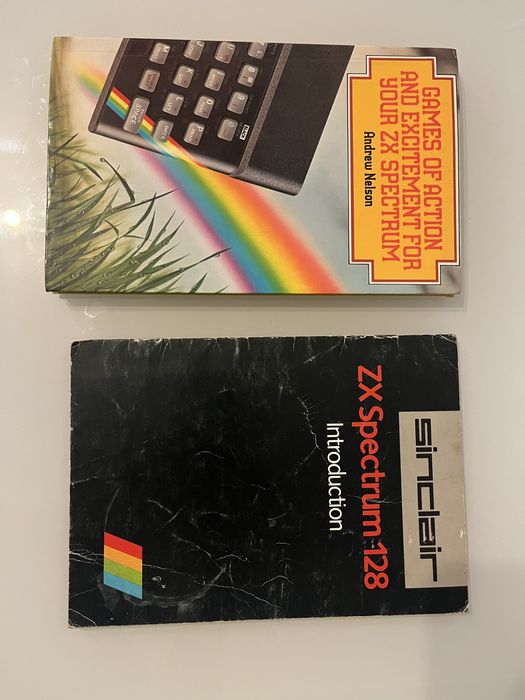 GAMES OF ACTION
AND EXCITEMENT FOR
YOUR ZX SPECTRUM
Andrew Nelson
sinclair
ZX Spectrum 128
Introduction